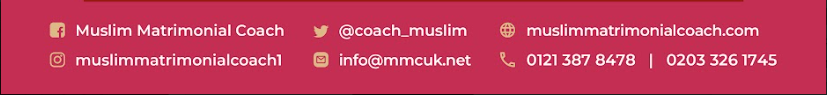 Muslim Matrimonial Coach @coach_muslim muslimmatrimonialcoach.com
muslimmatrimonialcoach1 info@mmcuk.net 0121 387 8478 | 0203 326 1745